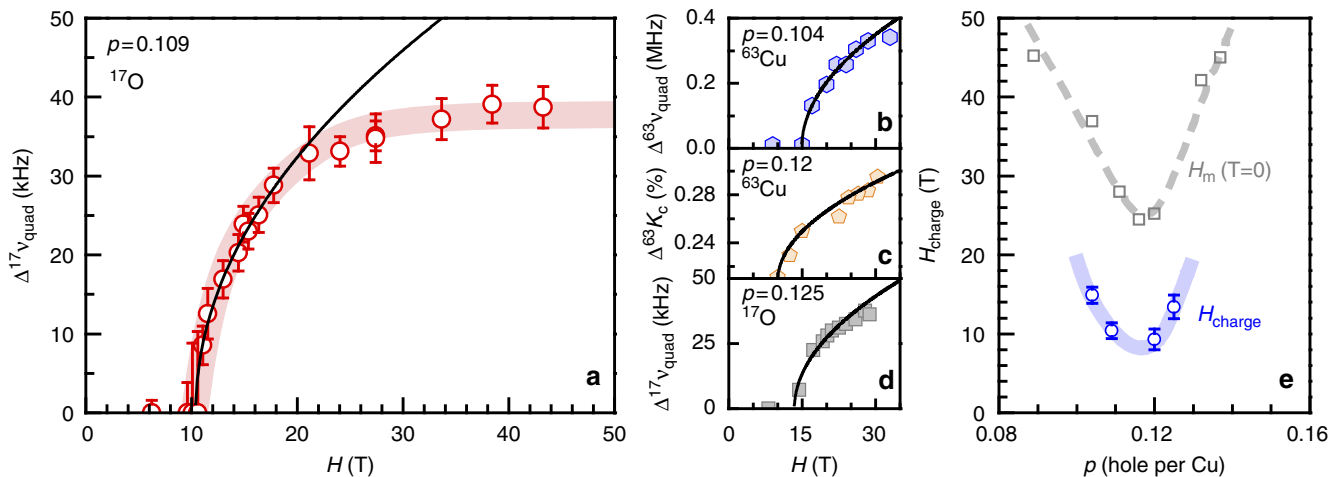 p=0.109
17O
Δ17νquad (kHz)
50
40
30
20
10
0
0 10 20 30 40 50
H (T)
a
p=0.104
63Cu
Δ63νquad (MHz)
0.4
0.2
0.0
b
p=0.12
63Cu
Δ63Kc (%)
0.28
0.24
c
p=0.125
17O
Δ17νquad (kHz)
50
25
0
d
0 15 30
H (T)
Hcharge (T)
50
40
30
20
10
0
Hm (T=0)
Hcharge
e
0.08 0.12 0.16
p (hole per Cu)